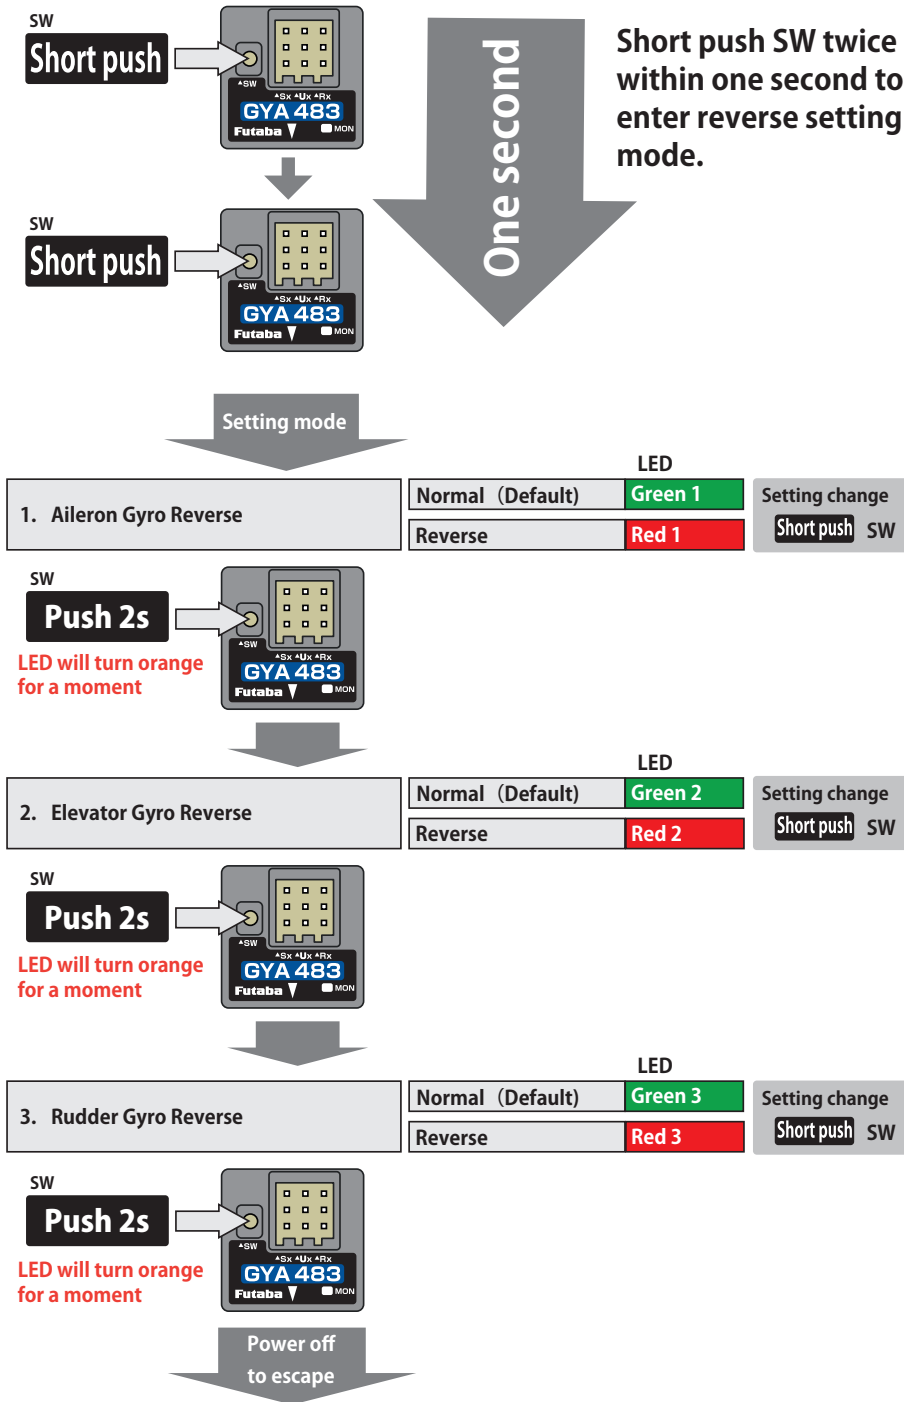 SW
Short push
▲SW
▲Sx ▲Ux ▲Rx
GYA 483
Futaba MON
One second
Short push SW twice
within one second to
enter reverse setting
mode.
SW
Short push
▲SW
▲Sx ▲Ux ▲Rx
GYA 483
Futaba MON
Setting mode
LED
1. Aileron Gyro Reverse
Normal（Default) Green 1
Reverse Red 1
Setting change
Short push SW
SW
Push 2s
LED will turn orange
for a moment
▲SW
▲Sx ▲Ux ▲Rx
GYA 483
Futaba MON
LED
2. Elevator Gyro Reverse
Normal（Default) Green 2
Reverse Red 2
Setting change
Short push SW
SW
Push 2s
LED will turn orange
for a moment
▲SW
▲Sx ▲Ux ▲Rx
GYA 483
Futaba MON
LED
3. Rudder Gyro Reverse
Normal（Default) Green 3
Reverse Red 3
Setting change
Short push SW
SW
Push 2s
LED will turn orange
for a moment
▲SW
▲Sx ▲Ux ▲Rx
GYA 483
Futaba MON
Power off
to escape